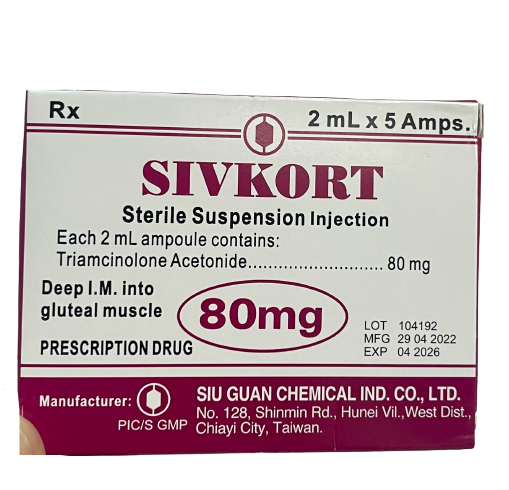 Rx
2 mL x 5 Amps.
SIVKORT
Sterile Suspension Injection
Each 2 mL ampoule contains:
Triamcinolone Acetonide........................... 80 mg
Deep I.M. into
gluteal muscle
80mg
PRESCRIPTION DRUG
LOT 104192
MFG 29 04 2022
EXP 04 2026
Manufacturer:
PIC/S GMP
SIU GUAN CHEMICAL IND. CO., LTD.
No. 128, Shinmin Rd., Hunei Vil.,West Dist.,
Chiayi City, Taiwan.